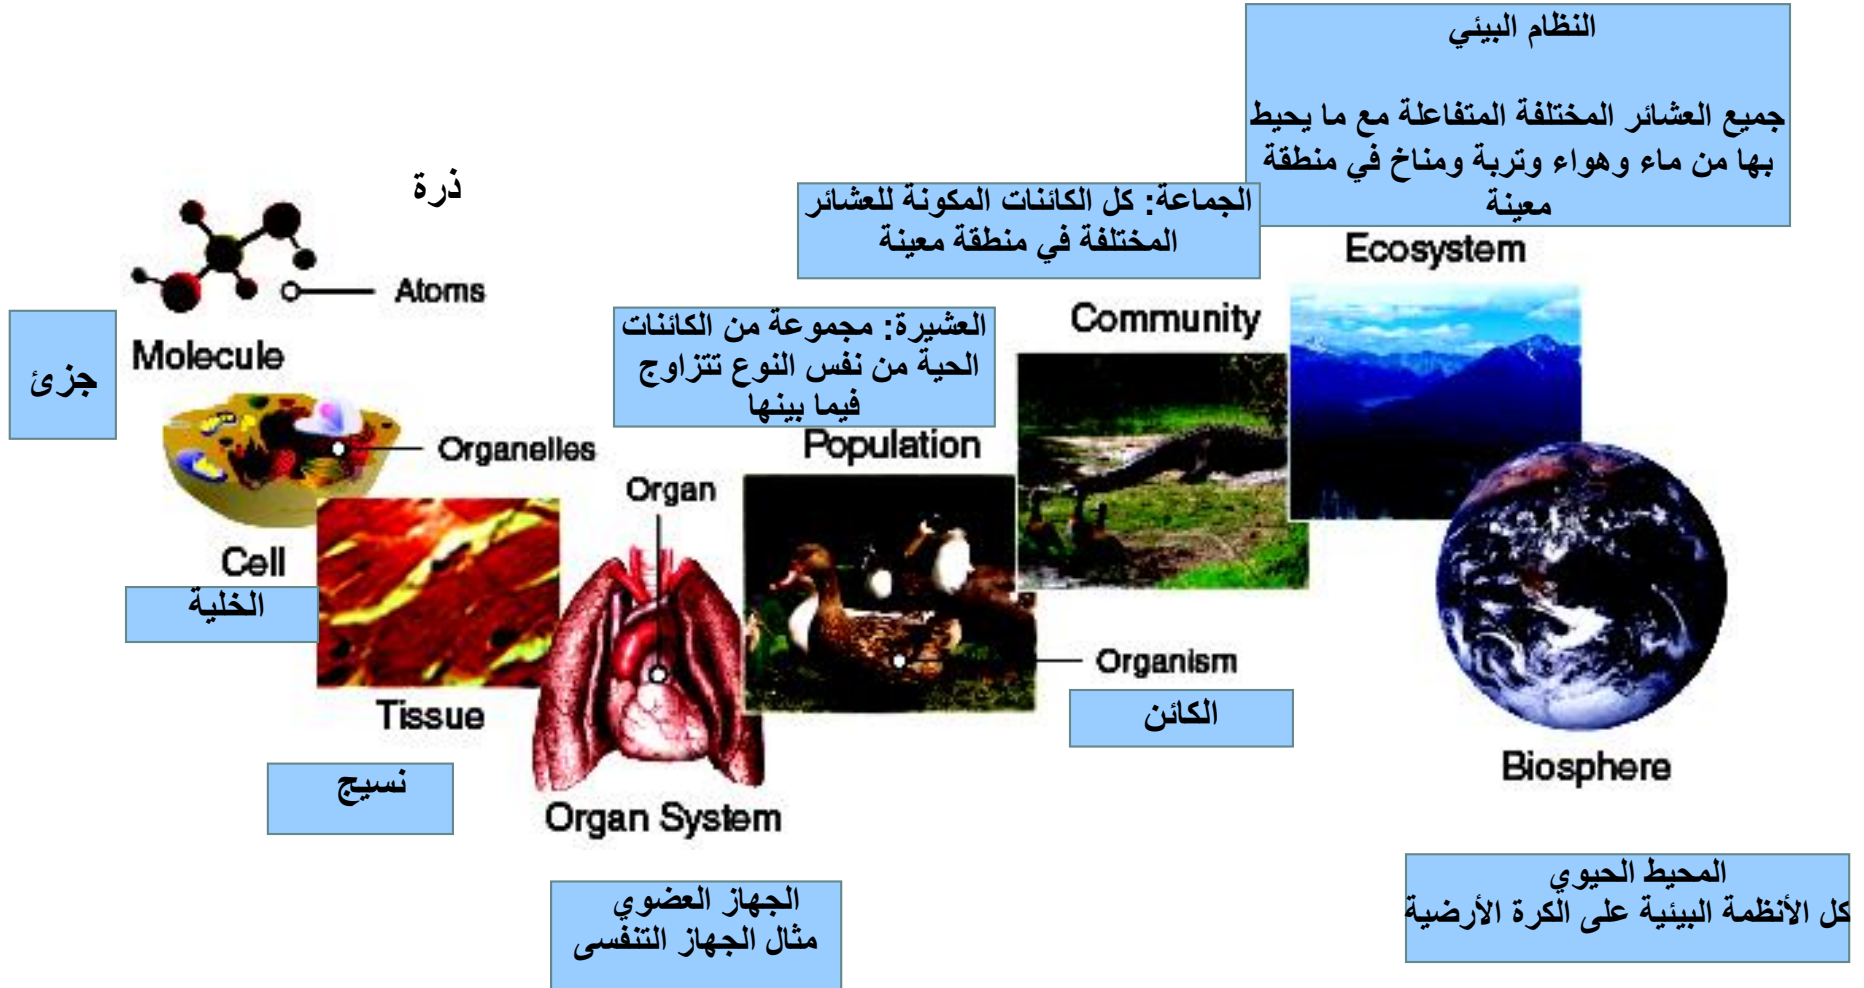 النظام البيئي
جميع العشائر المختلفة المتفاعلة مع ما يحيط
بها من ماء وهواء وتربة ومناخ في منطقة
معينة
Ecosystem
الجماعة: كل الكائنات المكونة للعشائر
المختلفة في منطقة معينة
Community
العشيرة: مجموعة من الكائنات
الحية من نفس النوع تتزاوج
فيما بينها
Population
ذرة
Atoms
Molecule
جزئ
Organelles
Cell
الخلية
Tissue
نسيج
Organ
Organ System
الجهاز العضوي
مثال الجهاز التنفسى
Organism
الكائن
Biosphere
المحيط الحيوي
كل الأنظمة البيئية على الكرة الأرضية